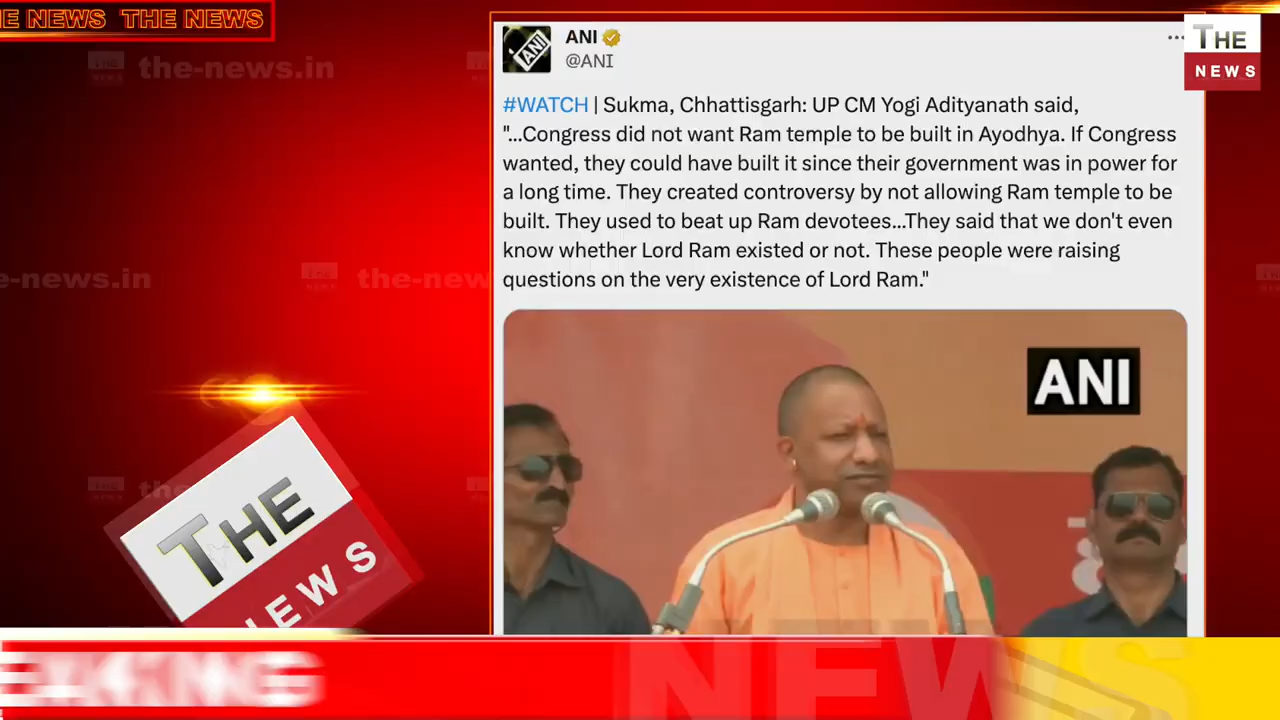 E NEWS THE NEWS
ANI
@ANI
THE
NEWS
the-news.in
#WATCH | Sukma, Chhattisgarh: UP CM Yogi Adityanath said,
"...Congress did not want Ram temple to be built in Ayodhya. If Congress
wanted, they could have built it since their government was in power for
a long time. They created controversy by not allowing Ram temple to be
built. They used to beat up Ram devotees...They said that we don't even
know whether Lord Ram existed or not. These people were raising
questions on the very existence of Lord Ram."
e-news.in
the-new
ANI
THE
NEWS
NEWS